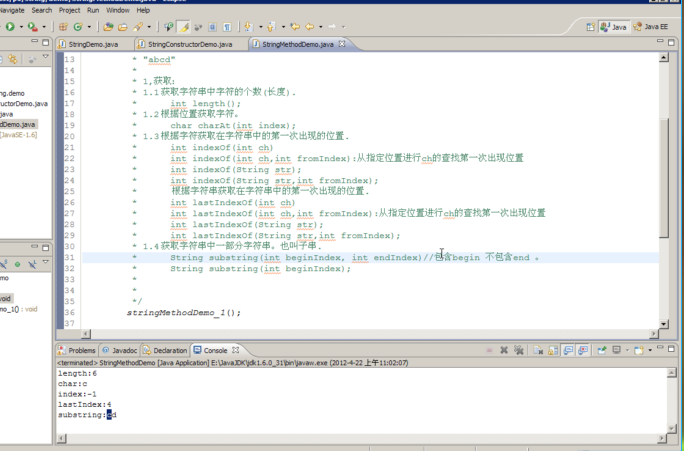 Navigate Search Project Run Window Help
Java Java EE
StringDemo.java StringConstructorDemo.java StringMethodDemo.java
13 * "abcd"
14 *
15 * 1,获取:
16 * 1.1获取字符串中字符的个数(长度).
17 * int length();
18 * 1.2根据位置获取字符。
19 * char charAt(int index);
20 * 1.3根据字符获取在字符串中的第一次出现的位置.
21 * int indexOf(int ch)
22 * int indexOf(int ch,int fromIndex):从指定位置进行ch的查找第一次出现位置
23 * int indexOf(String str);
24 * int indexOf(String str,int fromIndex);
25 * 根据字符串获取在字符串中的第一次出现的位置.
26 * int lastIndexOf(int ch)
27 * int lastIndexOf(int ch,int fromIndex):从指定位置进行ch的查找第一次出现位置
28 * int lastIndexOf(String str);
29 * int lastIndexOf(String str,int fromIndex);
30 * 1.4获取字符串中一部分字符串。也叫子串.
31 * String substring(int beginIndex, int endIndex)//包含begin 不包含end 。
32 * String substring(int beginIndex);
33 *
34 *
35 */
36 stringMethodDemo_1();
37
ng.demo
uctorDemo.java
java
dDemo.java
[JavaSE-1.6]
mo
void
mo_1() : void
Problems Javadoc Declaration Console
<terminated> StringMethodDemo [Java Application] E:\JavaJDK\jdk1.6.0_31\bin\javaw.exe (2012-4-22 上午11:02:07)
length:6
char:c
index:-1
lastIndex:4
substring:cd